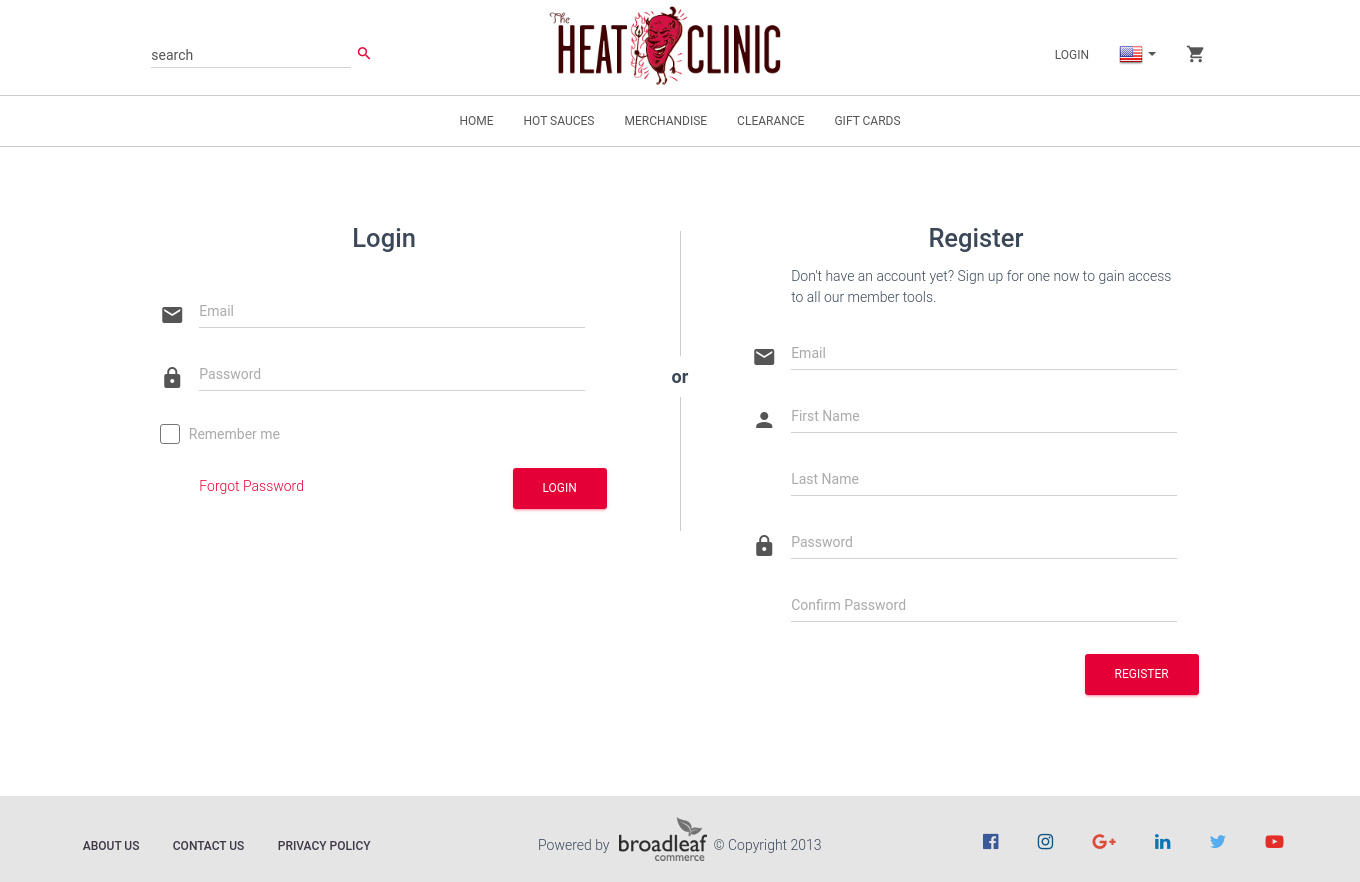 search
The
HEAT CLINIC
LOGIN
HOME HOT SAUCES MERCHANDISE CLEARANCE GIFT CARDS
Login
Email
Password
Remember me
Forgot Password
LOGIN
or
Register
Don't have an account yet? Sign up for one now to gain access
to all our member tools.
Email
First Name
Last Name
Password
Confirm Password
REGISTER
ABOUT US CONTACT US PRIVACY POLICY
Powered by broadleaf commerce © Copyright 2013
G+
in